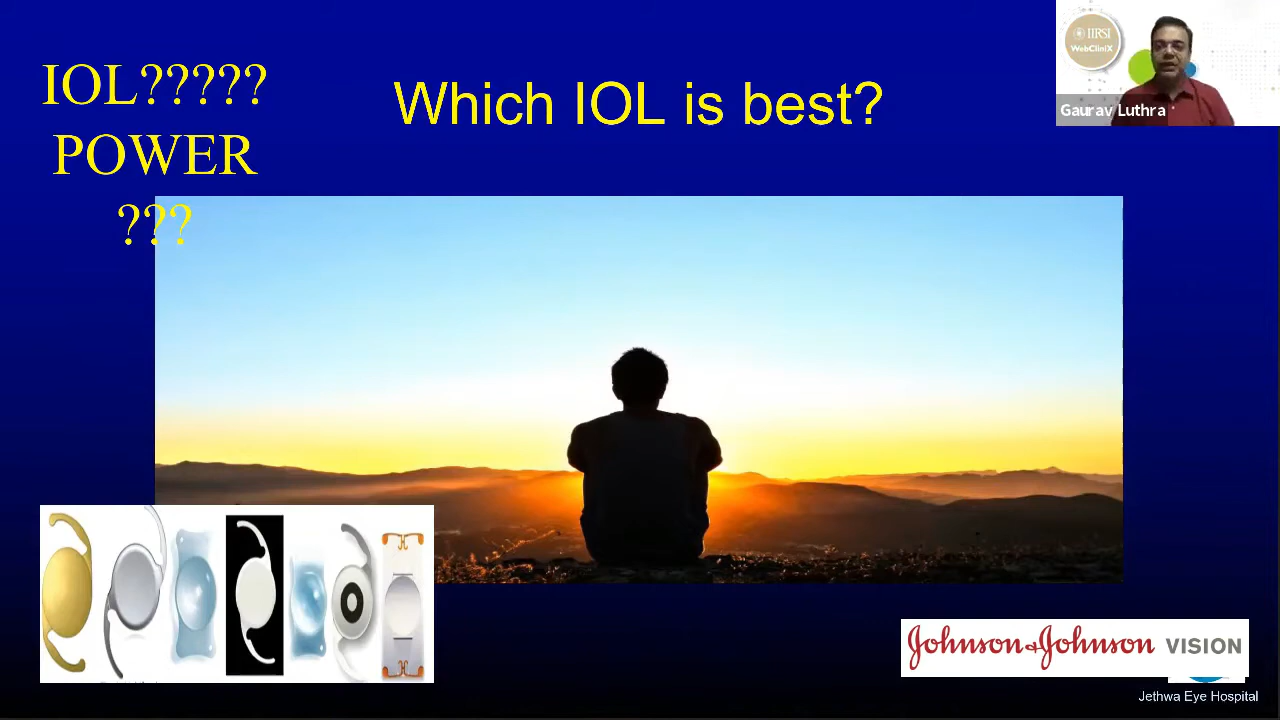 IOL?????
POWER
???
Which IOL is best?
IIRSI
WebCliniX
Gaurav Luthra
Johnson & Johnson VISION
Jethwa Eye Hospital